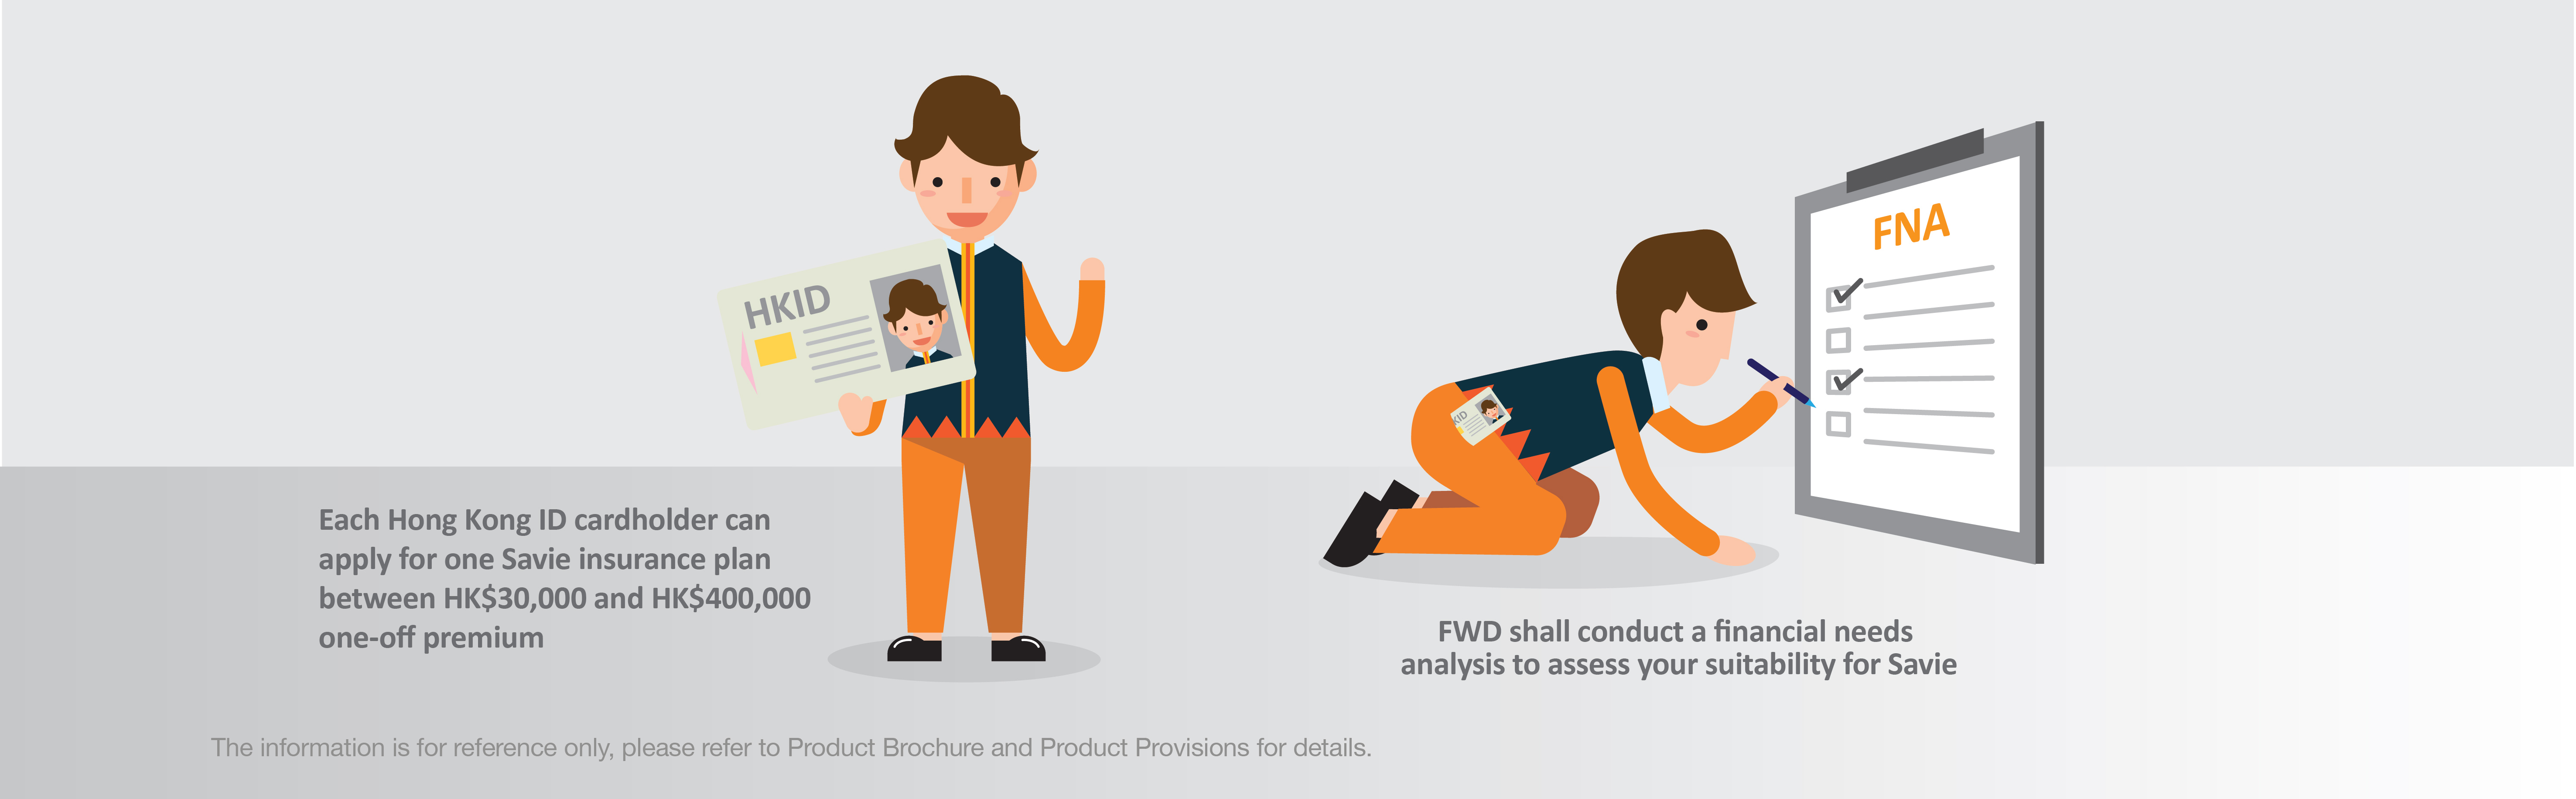 HKID
FNA
KID
Each Hong Kong ID cardholder can
apply for one Savie insurance plan
between HK$30,000 and HK$400,000
one-off premium
FWD shall conduct a financial needs
analysis to assess your suitability for Savie
The information is for reference only, please refer to Product Brochure and Product Provisions for details.